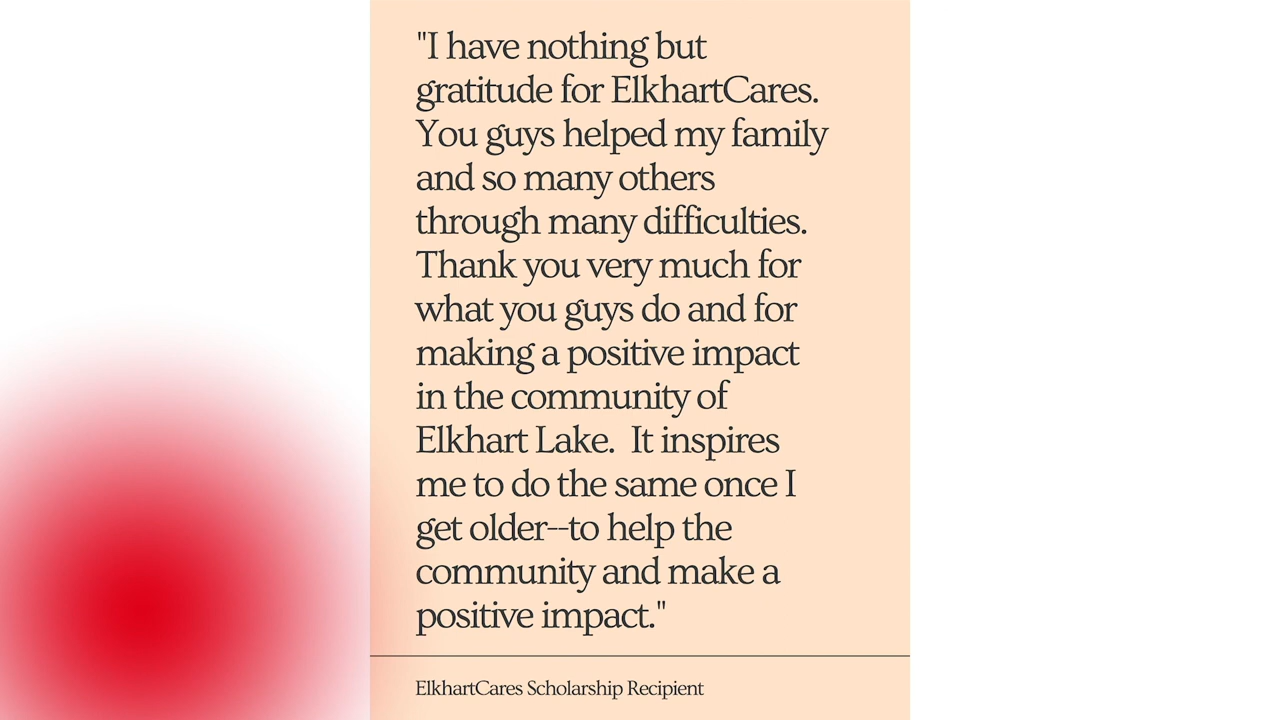 "I have nothing but
gratitude for ElkhartCares.
You guys helped my family
and so many others
through many difficulties.
Thank you very much for
what you guys do and for
making a positive impact
in the community of
Elkhart Lake.  It inspires
me to do the same once I
get older--to help the
community and make a
positive impact."
ElkhartCares Scholarship Recipient